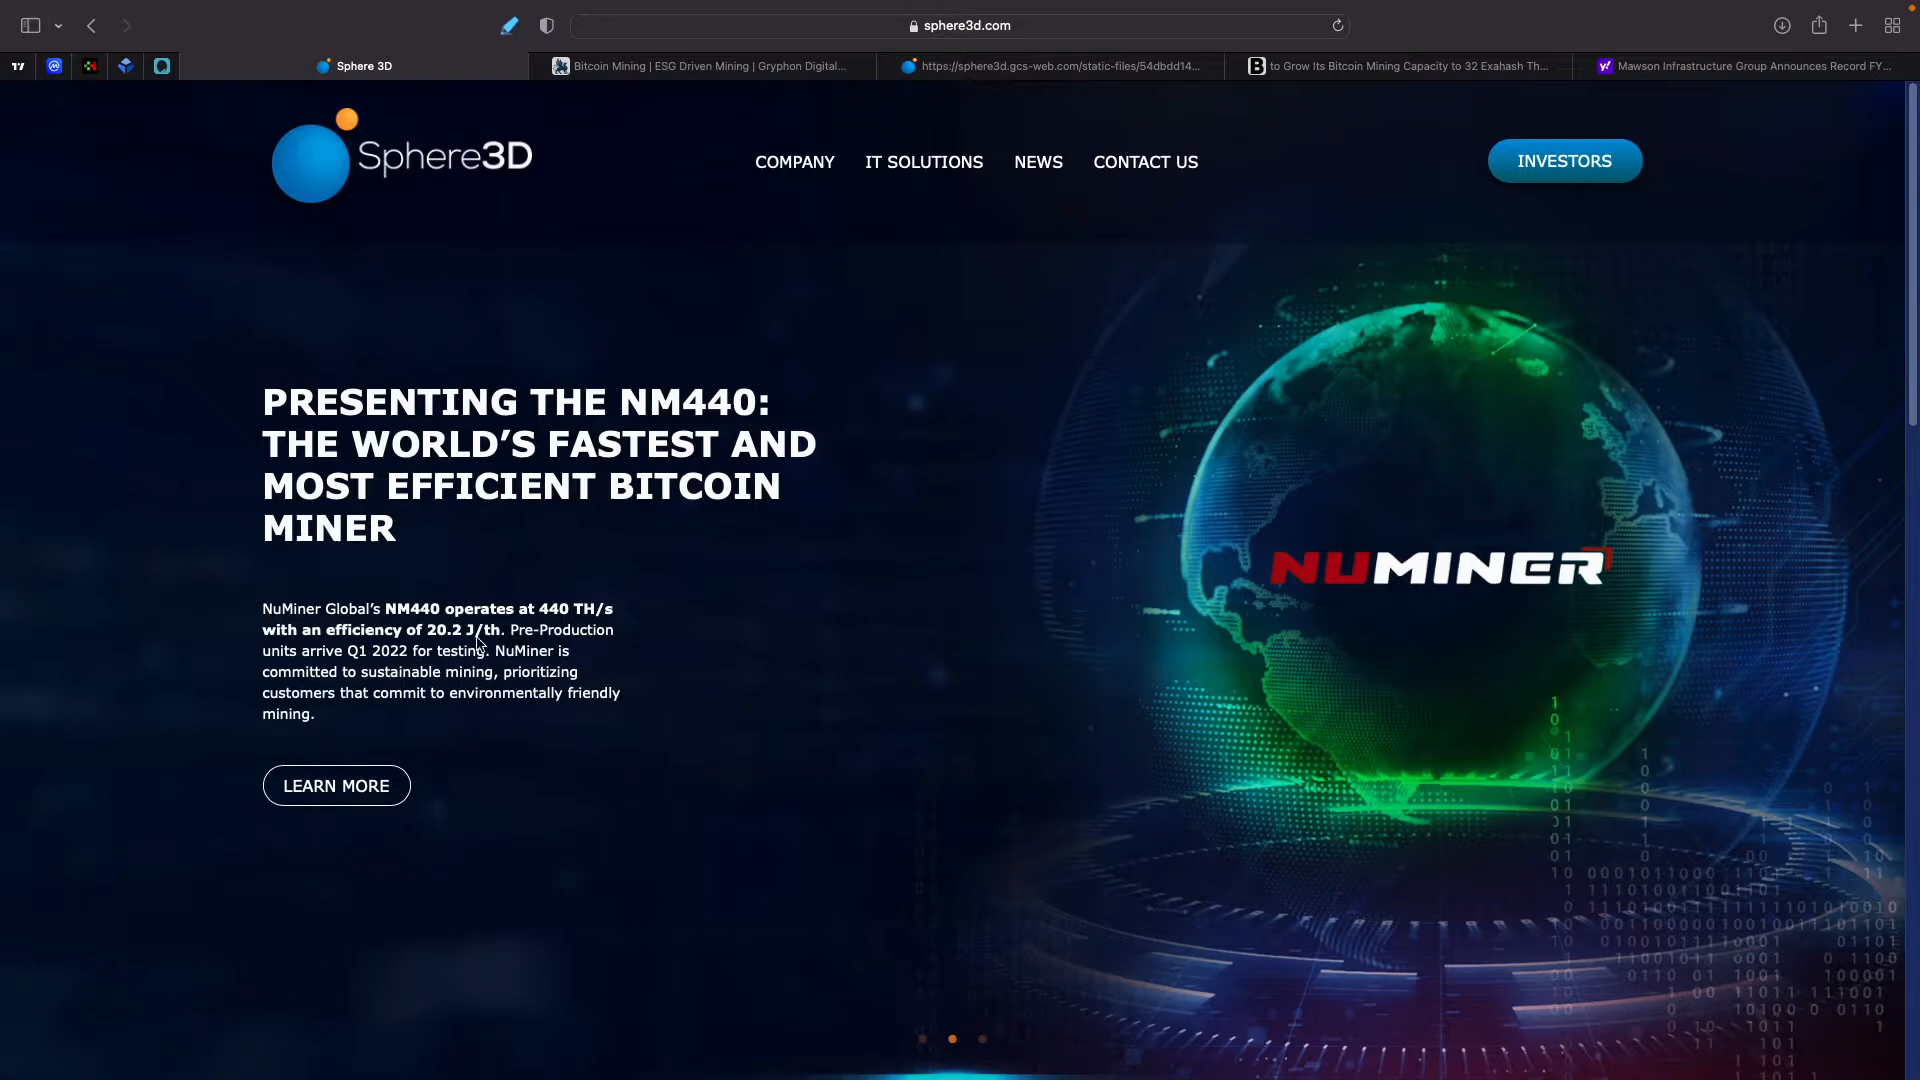 sphere3d.com
Sphere 3D
Bitcoin Mining | ESG Driven Mining | Gryphon Digital...
https://sphere3d.gcs-web.com/static-files/54dbdd14...
to Grow Its Bitcoin Mining Capacity to 32 Exahash Th...
Mawson Infrastructure Group Announces Record FY...
Sphere3D
COMPANY
IT SOLUTIONS
NEWS
CONTACT US
INVESTORS
PRESENTING THE NM440:
THE WORLD’S FASTEST AND
MOST EFFICIENT BITCOIN
MINER
NUMINER
NuMiner Global’s NM440 operates at 440 TH/s
with an efficiency of 20.2 J/th. Pre-Production
units arrive Q1 2022 for testing. NuMiner is
committed to sustainable mining, prioritizing
customers that commit to environmentally friendly
mining.
LEARN MORE